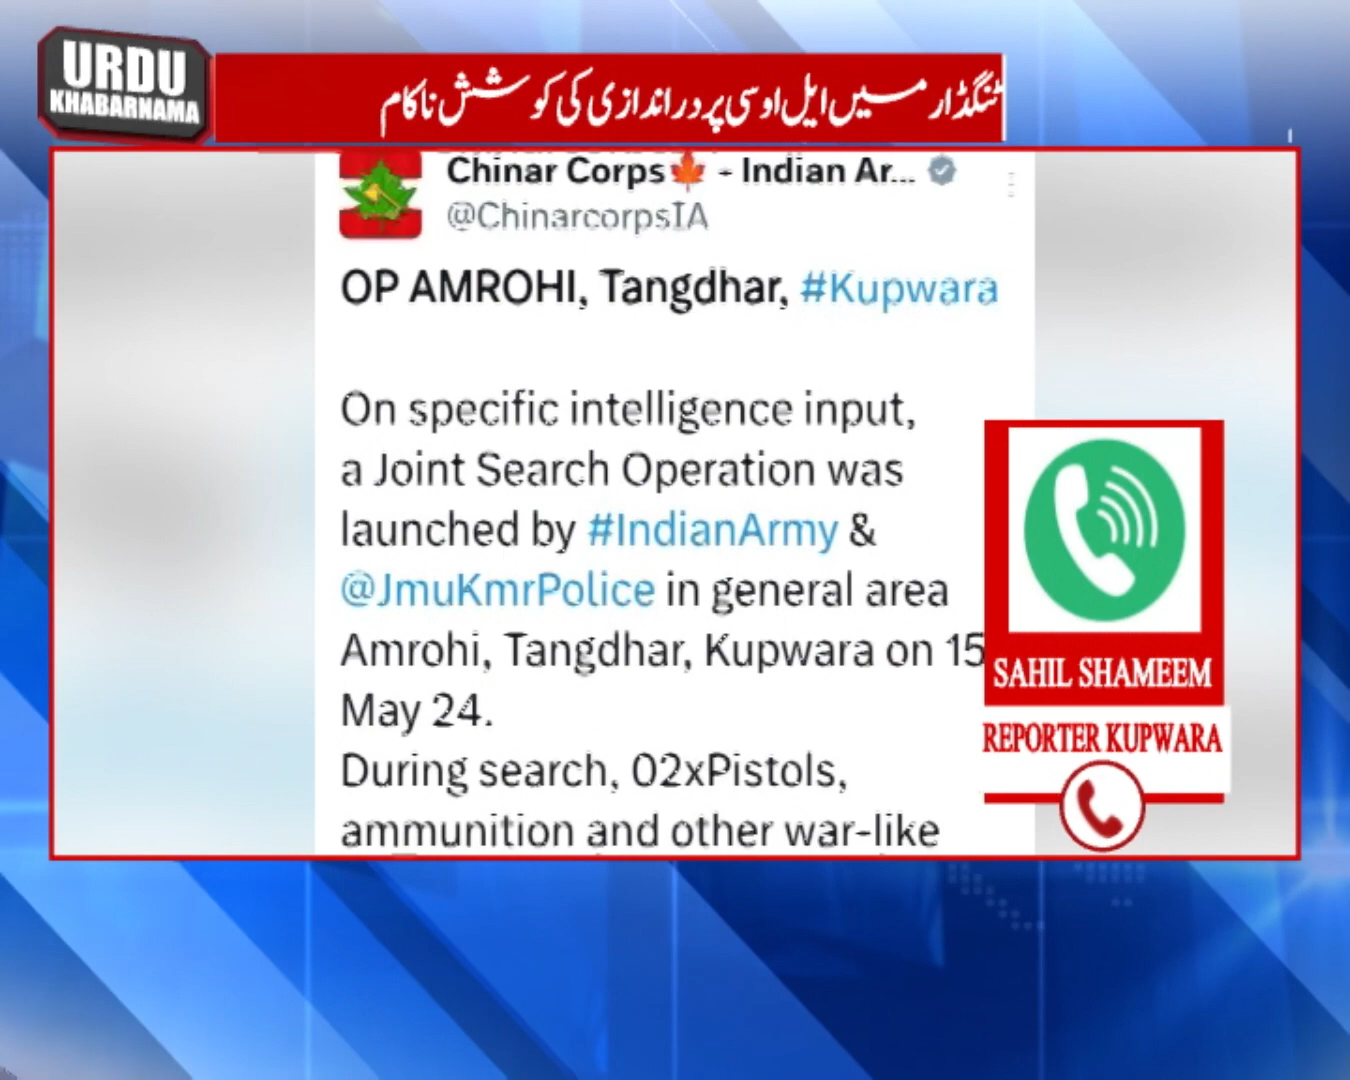 URDU
KHABARNAMA
ٹنگڈار میں ایل او سی پر در اندازی کی کوشش ناکام
Chinar Corps🍁 - Indian Ar...
@ChinarcorpsIA
OP AMROHI, Tangdhar, #Kupwara
On specific intelligence input,
a Joint Search Operation was
launched by #IndianArmy &
@JmuKmrPolice in general area
Amrohi, Tangdhar, Kupwara on 15
May 24.
During search, 02xPistols,
ammunition and other war-like
SAHIL SHAMEEM
REPORTER KUPWARA